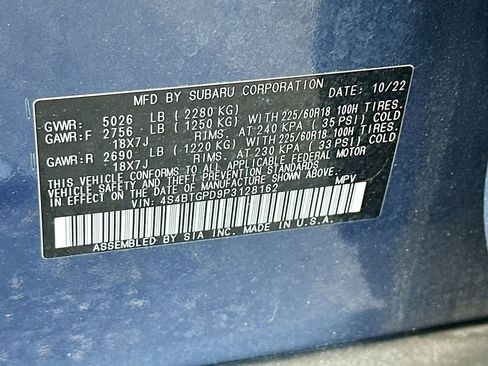 MFD BY SUBARU CORPORATION DATE: 10/22
GVWR: 5026 LB ( 2280 KG)
GAWR:F 2756 LB ( 1250 KG) WITH 225/60R18 100H TIRES.
18X7J RIMS. AT 240 KPA ( 35 PSI) COLD
GAWR:R 2690 LB ( 1220 KG) WITH 225/60R18 100H TIRES.
18X7J RIMS. AT 230 KPA ( 33 PSI) COLD
THIS VEHICLE CONFORMS TO ALL APPLICABLE FEDERAL MOTOR
VEHICLE SAFETY, BUMPER, AND THEFT PREVENTION STANDARDS
IN EFFECT ON THE DATE OF MANUFACTURE SHOWN ABOVE.
VIN: 4S4BTGPD9P3128162 MPV
ASSEMBLED BY SIA INC. MADE IN U.S.A.